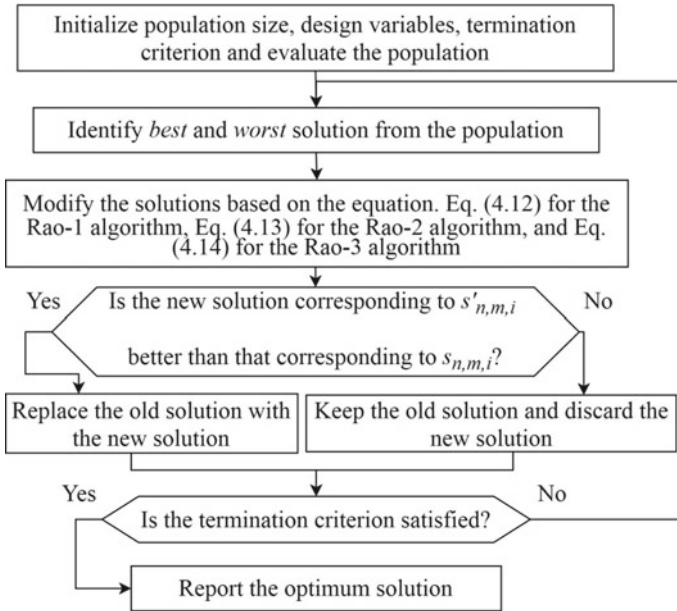 Initialize population size, design variables, termination
criterion and evaluate the population
Identify best and worst solution from the population
Modify the solutions based on the equation. Eq. (4.12) for the
Rao-1 algorithm, Eq. (4.13) for the Rao-2 algorithm, and Eq.
(4.14) for the Rao-3 algorithm
Yes
Is the new solution corresponding to s'n,m,i
No
better than that corresponding to sn,m,i?
Replace the old solution with
the new solution
Keep the old solution and discard the
new solution
Yes
No
Is the termination criterion satisfied?
Report the optimum solution